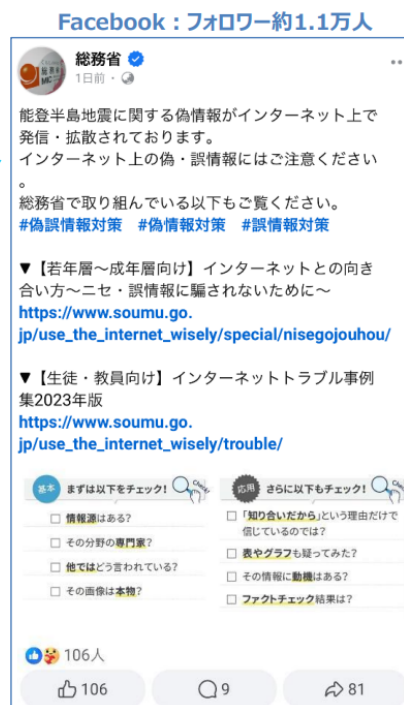 Facebook：フォロワー約1.1万人
総務省
1日前・
能登半島地震に関する偽情報がインターネット上で
発信・拡散されております。
インターネット上の偽・誤情報にはご注意ください
。
総務省で取り組んでいる以下もご覧ください。
#偽誤情報対策 #偽情報対策 #誤情報対策
▼【若年層～成年層向け】インターネットとの向き
合い方～ニセ・誤情報に騙されないために～
https://www.soumu.go.
jp/use_the_internet_wisely/special/nisegojouhou/
▼【生徒・教員向け】インターネットトラブル事例
集2023年版
https://www.soumu.go.
jp/use_the_internet_wisely/trouble/
基本 まずは以下をチェック！
□ 情報源はある？
□ その分野の専門家？
□ 他ではどう言われている？
□ その画像は本物？
応用 さらに以下もチェック！
□ 「知り合いだから」という理由だけで
信じているのでは？
□ 表やグラフも疑ってみた？
□ その情報に動機はある？
□ ファクトチェック結果は？
106人
106
9
81